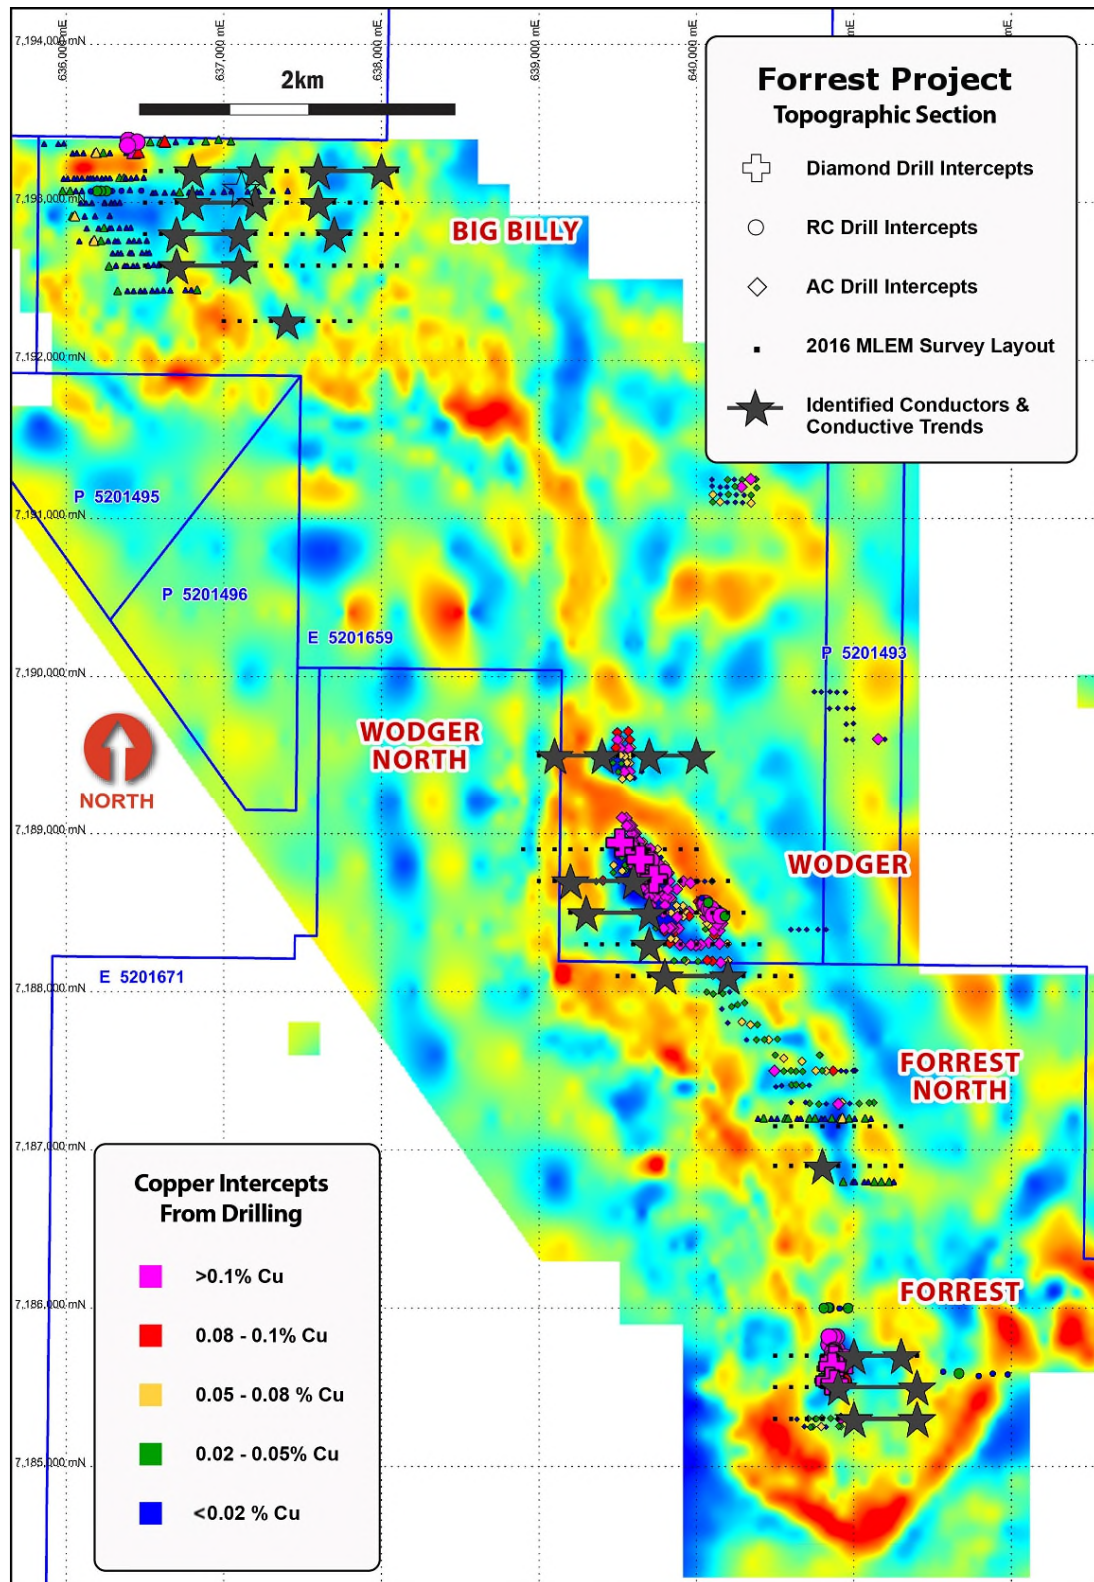 7,194,000 mN
636,000 mE
637,000 mE
638,000 mE
639,000 mE
640,000 mE
mE
mE
2km
Forrest Project
Topographic Section
Diamond Drill Intercepts
RC Drill Intercepts
AC Drill Intercepts
2016 MLEM Survey Layout
Identified Conductors &
Conductive Trends
7,193,000 mN
BIG BILLY
7,192,000 mN
P 5201495
7,191,000 mN
P 5201496
E 5201659
P 5201493
7,190,000 mN
WODGER
NORTH
NORTH
7,189,000 mN
WODGER
E 5201671
7,188,000 mN
FORREST
NORTH
7,187,000 mN
Copper Intercepts
From Drilling
>0.1% Cu
0.08 - 0.1% Cu
0.05 - 0.08 % Cu
0.02 - 0.05% Cu
<0.02 % Cu
FORREST
7,186,000 mN
7,185,000 mN